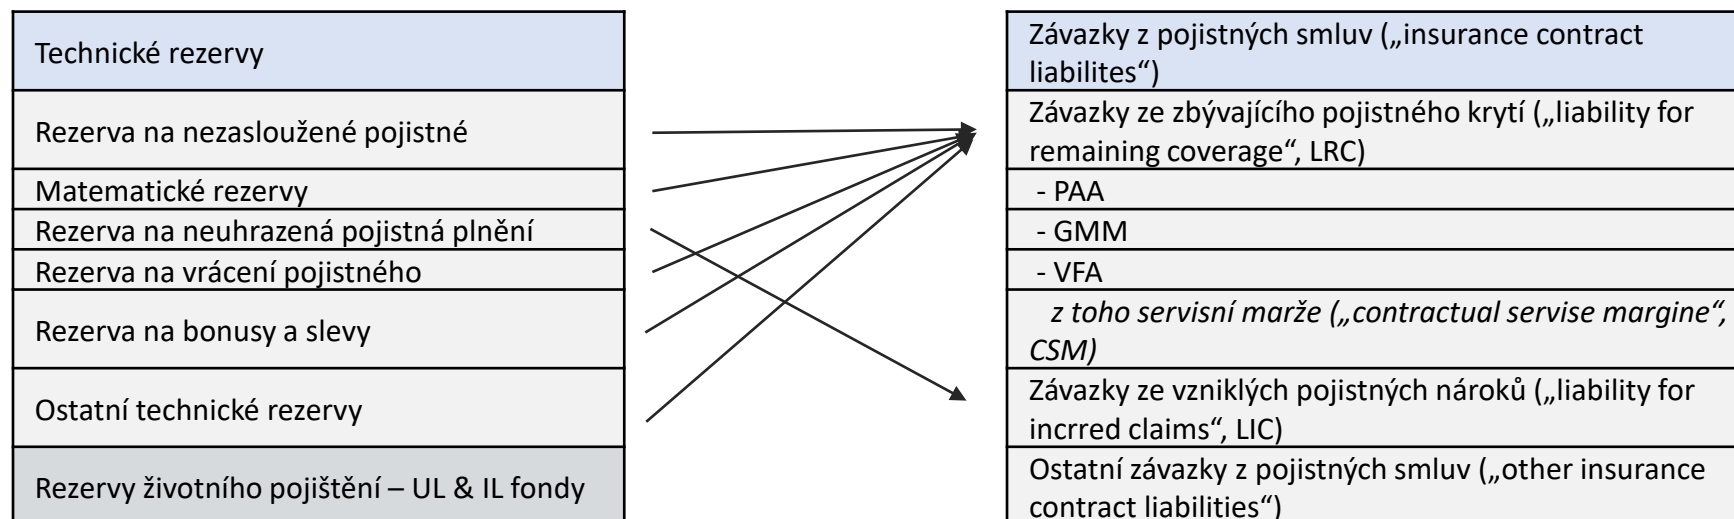 Technické rezervy
Rezerva na nezasloužené pojistné
Matematické rezervy
Rezerva na neuhrazená pojistná plnění
Rezerva na vrácení pojistného
Rezerva na bonusy a slevy
Ostatní technické rezervy
Rezervy životního pojištění – UL & IL fondy
Závazky z pojistných smluv („insurance contract
liabilites“)
Závazky ze zbývajícího pojistného krytí („liability for
remaining coverage“, LRC)
- PAA
- GMM
- VFA
z toho servisní marže („contractual servise margine“,
CSM)
Závazky ze vzniklých pojistných nároků („liability for
incrred claims“, LIC)
Ostatní závazky z pojistných smluv („other insurance
contract liabilities“)